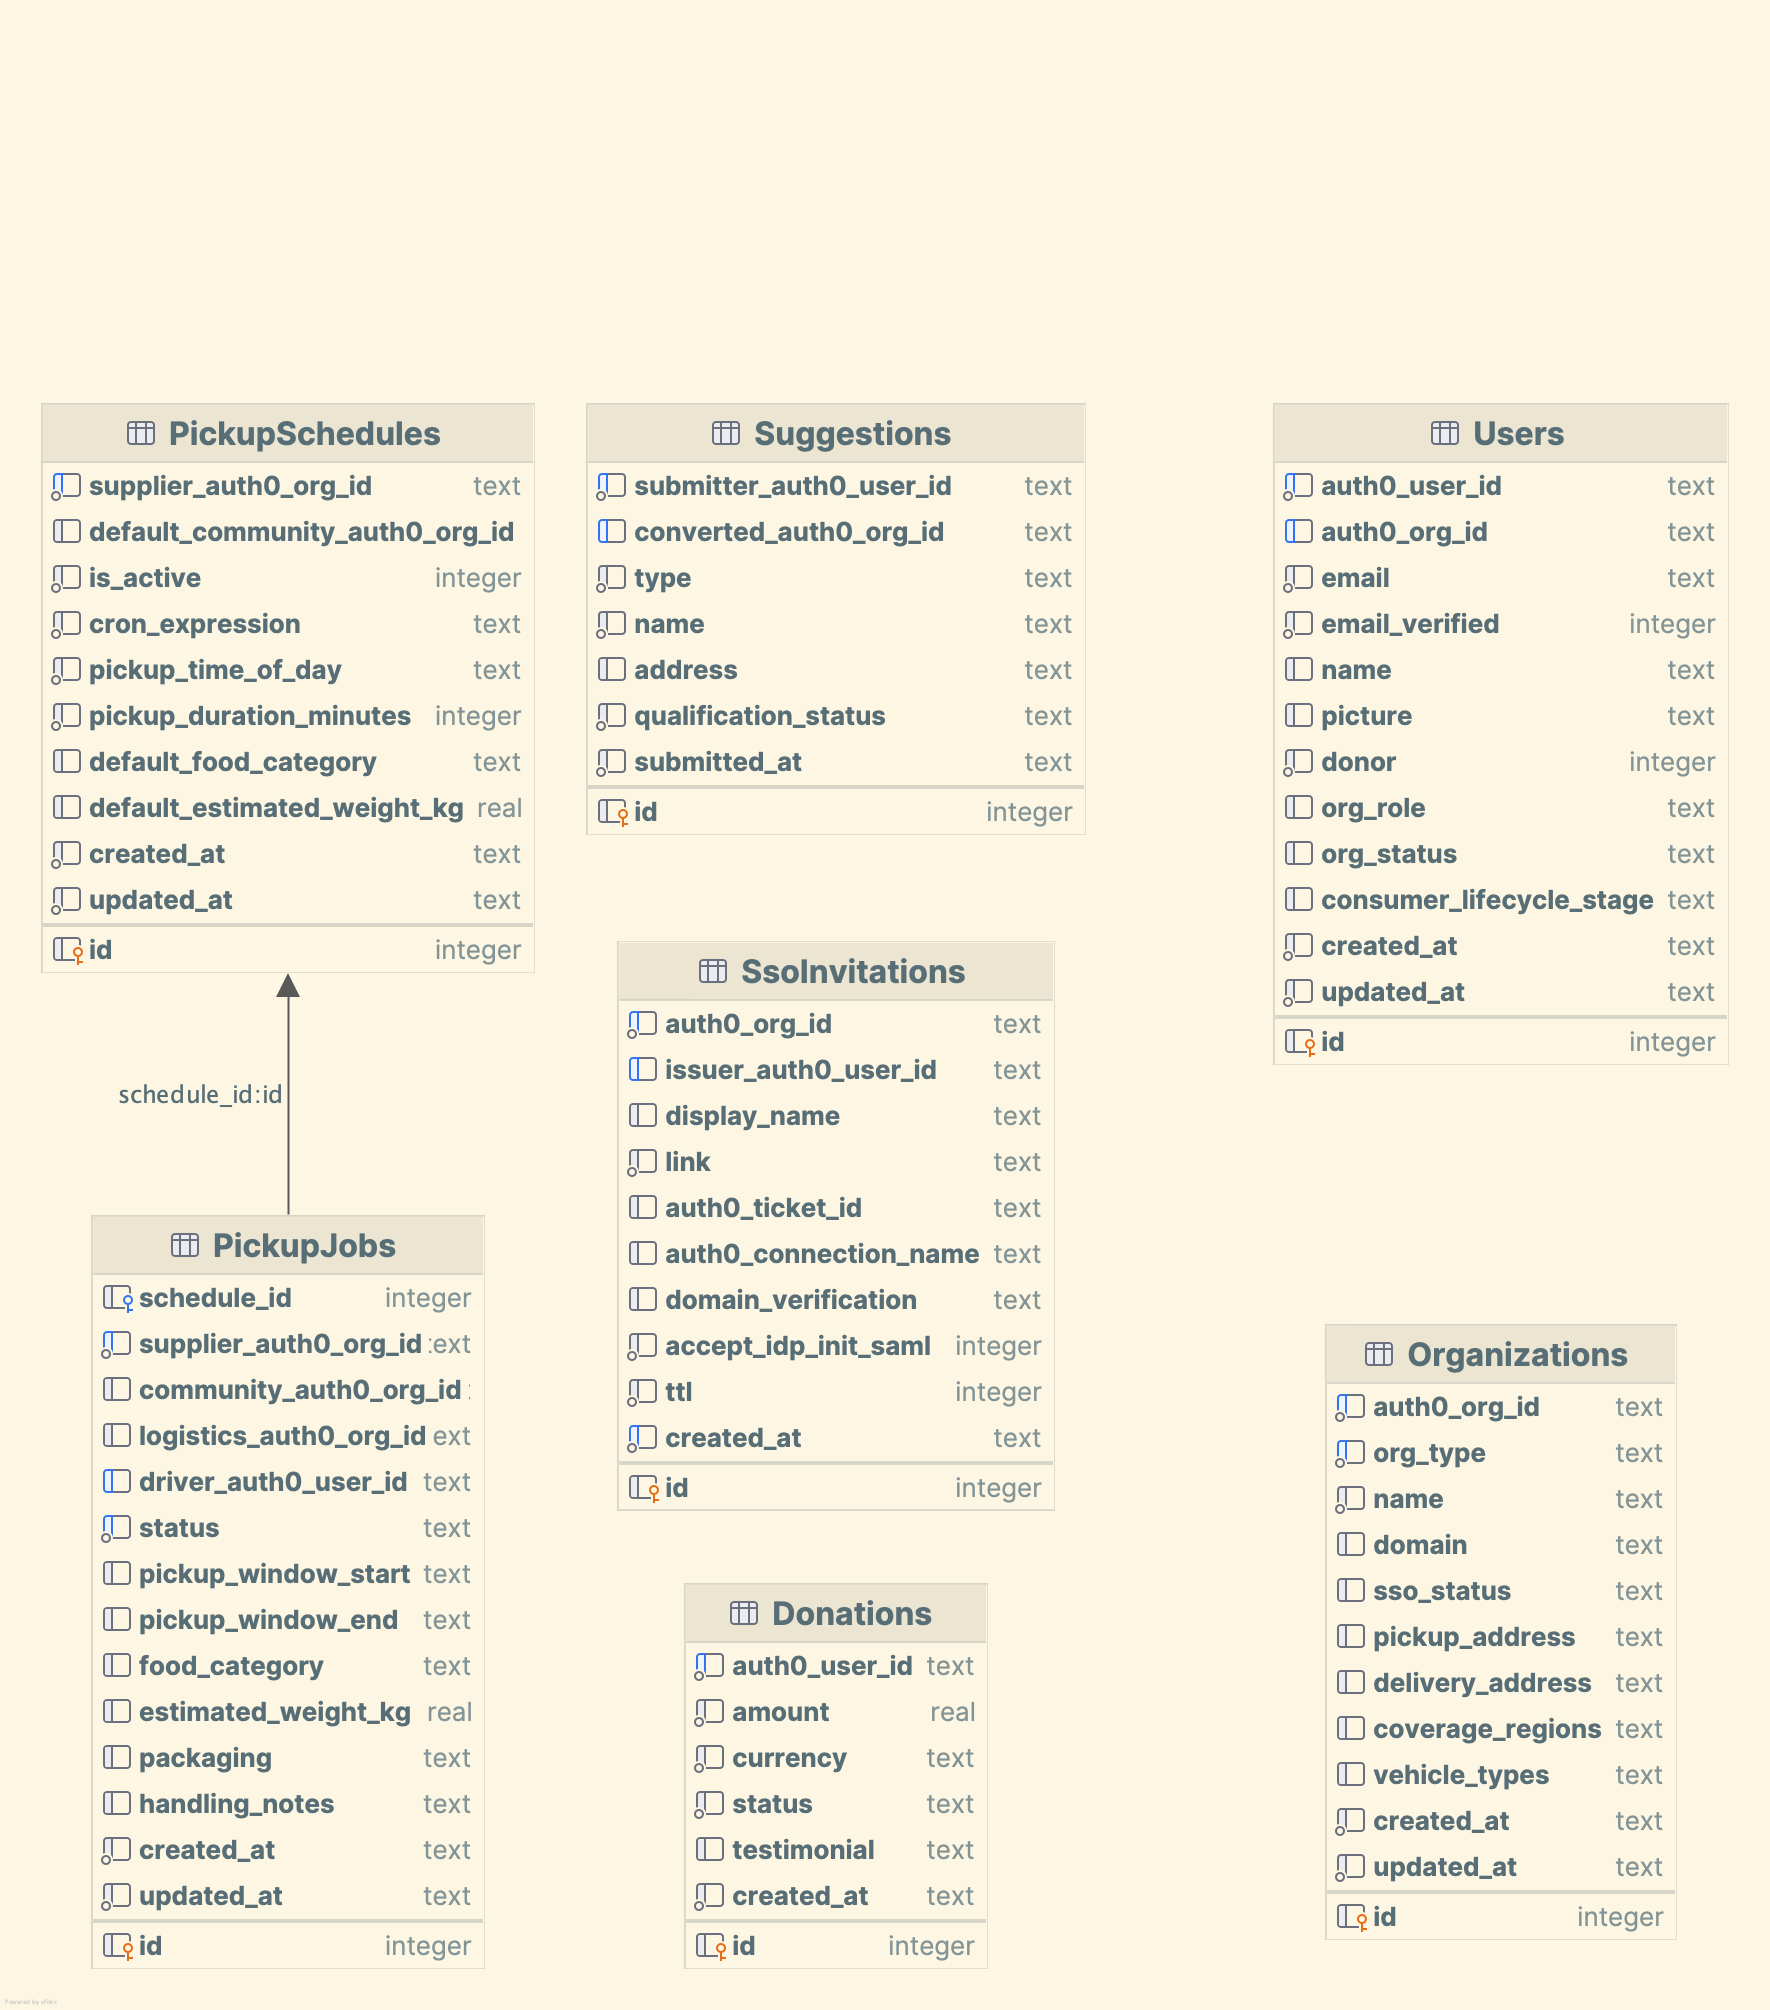 PickupSchedules
supplier_auth0_org_id text
default_community_auth0_org_id
is_active integer
cron_expression text
pickup_time_of_day text
pickup_duration_minutes integer
default_food_category text
default_estimated_weight_kg real
created_at text
updated_at text
id integer
schedule_id:id
PickupJobs
schedule_id integer
supplier_auth0_org_id :ext
community_auth0_org_id :
logistics_auth0_org_id ext
driver_auth0_user_id text
status text
pickup_window_start text
pickup_window_end text
food_category text
estimated_weight_kg real
packaging text
handling_notes text
created_at text
updated_at text
id integer
Suggestions
submitter_auth0_user_id text
converted_auth0_org_id text
type text
name text
address text
qualification_status text
submitted_at text
id integer
SsoInvitations
auth0_org_id text
issuer_auth0_user_id text
display_name text
link text
auth0_ticket_id text
auth0_connection_name text
domain_verification text
accept_idp_init_saml integer
ttl integer
created_at text
id integer
Donations
auth0_user_id text
amount real
currency text
status text
testimonial text
created_at text
id integer
Users
auth0_user_id text
auth0_org_id text
email text
email_verified integer
name text
picture text
donor integer
org_role text
org_status text
consumer_lifecycle_stage text
created_at text
updated_at text
id integer
Organizations
auth0_org_id text
org_type text
name text
domain text
sso_status text
pickup_address text
delivery_address text
coverage_regions text
vehicle_types text
created_at text
updated_at text
id integer
Powered by yFiles